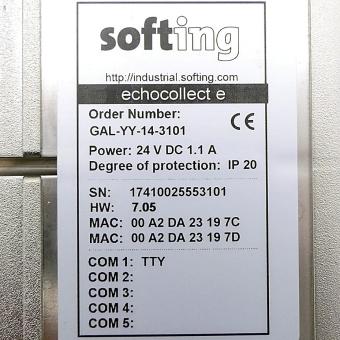 softing
http://industrial.softing.com
echocollect e
Order Number:
GAL-YY-14-3101
CE
Power: 24 V DC 1.1 A
Degree of protection: IP 20
SN: 17410025553101
HW: 7.05
MAC: 00 A2 DA 23 19 7C
MAC: 00 A2 DA 23 19 7D
COM 1: TTY
COM 2:
COM 3:
COM 4:
COM 5: